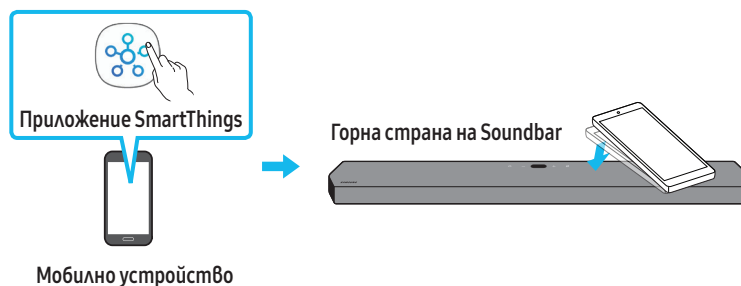 Приложение SmartThings
Горна страна на Soundbar
Мобилно устройство